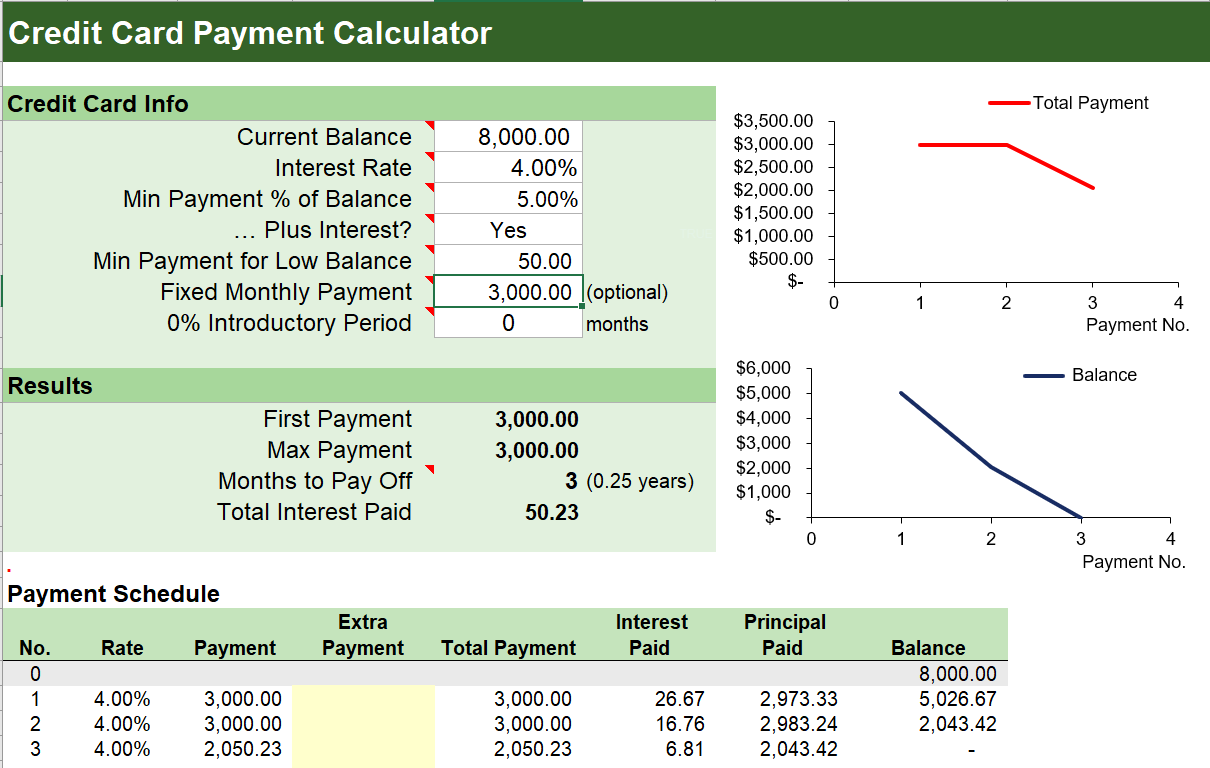 Credit Card Payment Calculator
Credit Card Info
Current Balance 8,000.00
Interest Rate 4.00%
Min Payment % of Balance 5.00%
... Plus Interest? Yes
Min Payment for Low Balance 50.00
Fixed Monthly Payment 3,000.00 (optional)
0% Introductory Period 0 months
Results
First Payment 3,000.00
Max Payment 3,000.00
Months to Pay Off 3 (0.25 years)
Total Interest Paid 50.23
Total Payment
$3,500.00
$3,000.00
$2,500.00
$2,000.00
$1,500.00
$1,000.00
$500.00
$-
0 1 2 3 4
Payment No.
Balance
$6,000
$5,000
$4,000
$3,000
$2,000
$1,000
$-
0 1 2 3 4
Payment No.
Payment Schedule
Extra Interest Principal
No. Rate Payment Payment Total Payment Paid Paid Balance
0 8,000.00
1 4.00% 3,000.00 3,000.00 26.67 2,973.33 5,026.67
2 4.00% 3,000.00 3,000.00 16.76 2,983.24 2,043.42
3 4.00% 2,050.23 2,050.23 6.81 2,043.42 -